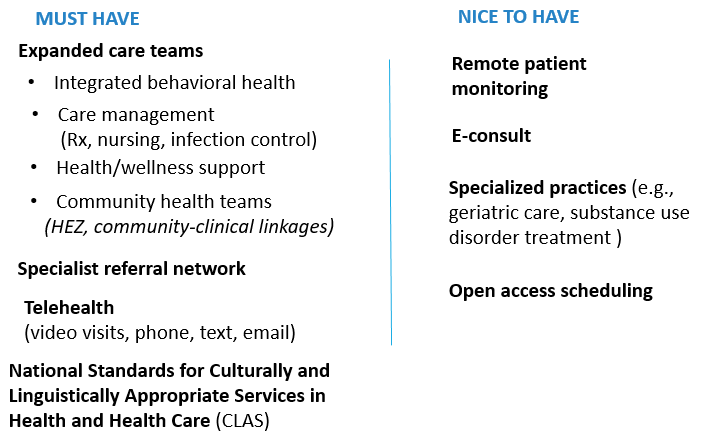 MUST HAVE
Expanded care teams
• Integrated behavioral health
• Care management
(Rx, nursing, infection control)
• Health/wellness support
• Community health teams
(HEZ, community-clinical linkages)
Specialist referral network
Telehealth
(video visits, phone, text, email)
National Standards for Culturally and
Linguistically Appropriate Services in
Health and Health Care (CLAS)
NICE TO HAVE
Remote patient
monitoring
E-consult
Specialized practices (e.g.,
geriatric care, substance use
disorder treatment )
Open access scheduling